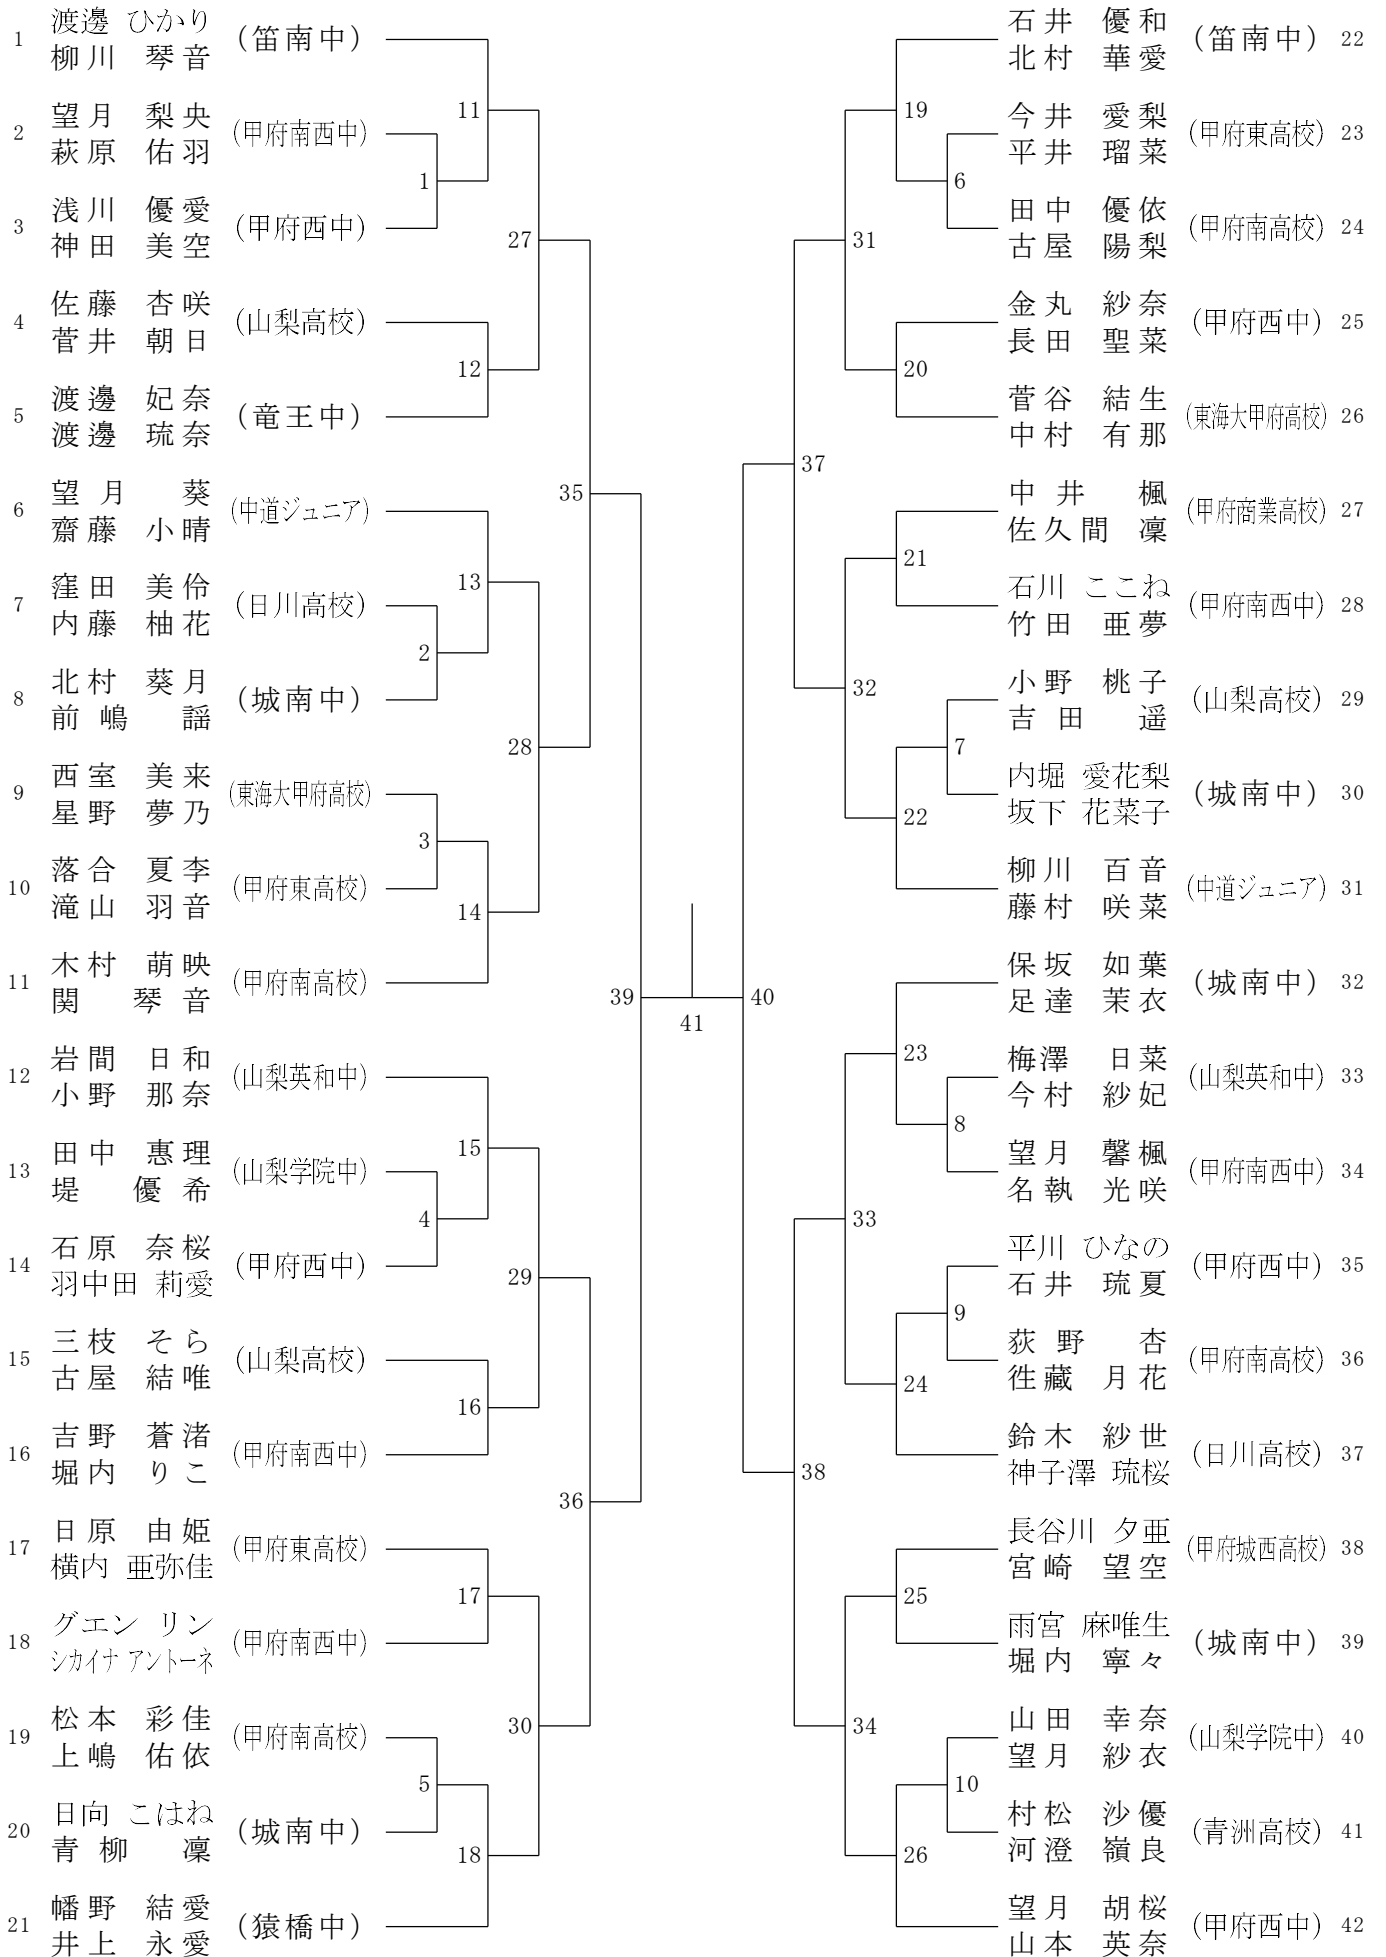 1 渡邊 ひかり (笛南中)
柳川 琴音
2 望月 梨央 (甲府南西中)
萩原 佑羽
3 浅川 優愛 (甲府西中)
神田 美空
4 佐藤 杏咲 (山梨高校)
菅井 朝日
5 渡邊 妃奈 (竜王中)
渡邊 琉奈
6 望月 葵 (中道ジュニア)
齋藤 小晴
7 窪田 美伶 (日川高校)
内藤 柚花
8 北村 葵月 (城南中)
前嶋 謡
9 西室 美来 (東海大甲府高校)
星野 夢乃
10 落合 夏李 (甲府東高校)
滝山 羽音
11 木村 萌映 (甲府南高校)
関 琴音
12 岩間 日和 (山梨英和中)
小野 那奈
13 田中 惠理 (山梨学院中)
堤 優希
14 石原 奈桜 (甲府西中)
羽中田 莉愛
15 三枝 そら (山梨高校)
古屋 結唯
16 吉野 蒼渚 (甲府南西中)
堀内 りこ
17 日原 由姫 (甲府東高校)
横内 亜弥佳
18 グエン リン (甲府南西中)
シカイナ アントーネ
19 松本 彩佳 (甲府南高校)
上嶋 佑依
20 日向 こはね (城南中)
青柳 凜
21 幡野 結愛 (猿橋中)
井上 永愛
11
1
27
12
35
13
2
28
3
14
39
15
4
29
16
36
17
30
5
18
41
40
19
6
31
20
37
21
32
7
22
23
8
33
9
24
38
25
34
10
26
石井 優和 (笛南中) 22
北村 華愛
今井 愛梨 (甲府東高校) 23
平井 瑠菜
田中 優依 (甲府南高校) 24
古屋 陽梨
金丸 紗奈 (甲府西中) 25
長田 聖菜
菅谷 結生 (東海大甲府高校) 26
中村 有那
中井 楓 (甲府商業高校) 27
佐久間 凜
石川 ここね (甲府南西中) 28
竹田 亜夢
小野 桃子 (山梨高校) 29
吉田 遥
内堀 愛花梨 (城南中) 30
坂下 花菜子
柳川 百音 (中道ジュニア) 31
藤村 咲菜
保坂 如葉 (城南中) 32
足達 茉衣
梅澤 日菜 (山梨英和中) 33
今村 紗妃
望月 馨楓 (甲府南西中) 34
名執 光咲
平川 ひなの (甲府西中) 35
石井 琉夏
荻野 杏 (甲府南高校) 36
徃藏 月花
鈴木 紗世 (日川高校) 37
神子澤 琉桜
長谷川 夕亜 (甲府城西高校) 38
宮崎 望空
雨宮 麻唯生 (城南中) 39
堀内 寧々
山田 幸奈 (山梨学院中) 40
望月 紗衣
村松 沙優 (青洲高校) 41
河澄 嶺良
望月 胡桜 (甲府西中) 42
山本 英奈